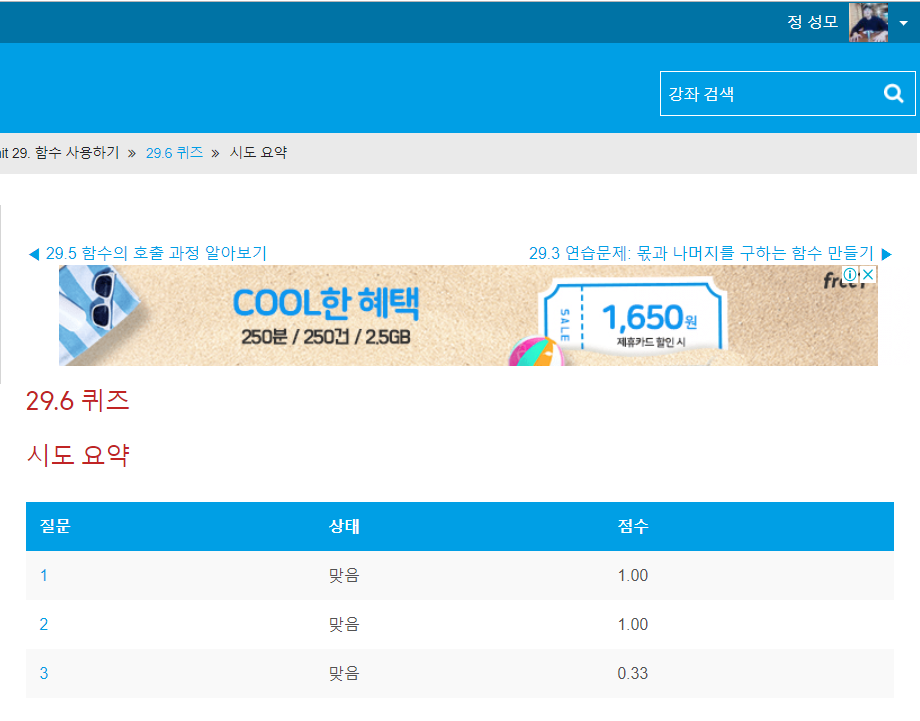 정 성모
강좌 검색
it 29. 함수 사용하기 » 29.6 퀴즈 » 시도 요약
◀ 29.5 함수의 호출 과정 알아보기
29.3 연습문제: 몫과 나머지를 구하는 함수 만들기 ▶
COOL한 혜택
250분 / 250건 / 2.5GB
SALE
1,650원
제휴카드 할인 시
29.6 퀴즈
시도 요약
질문 상태 점수
1 맞음 1.00
2 맞음 1.00
3 맞음 0.33